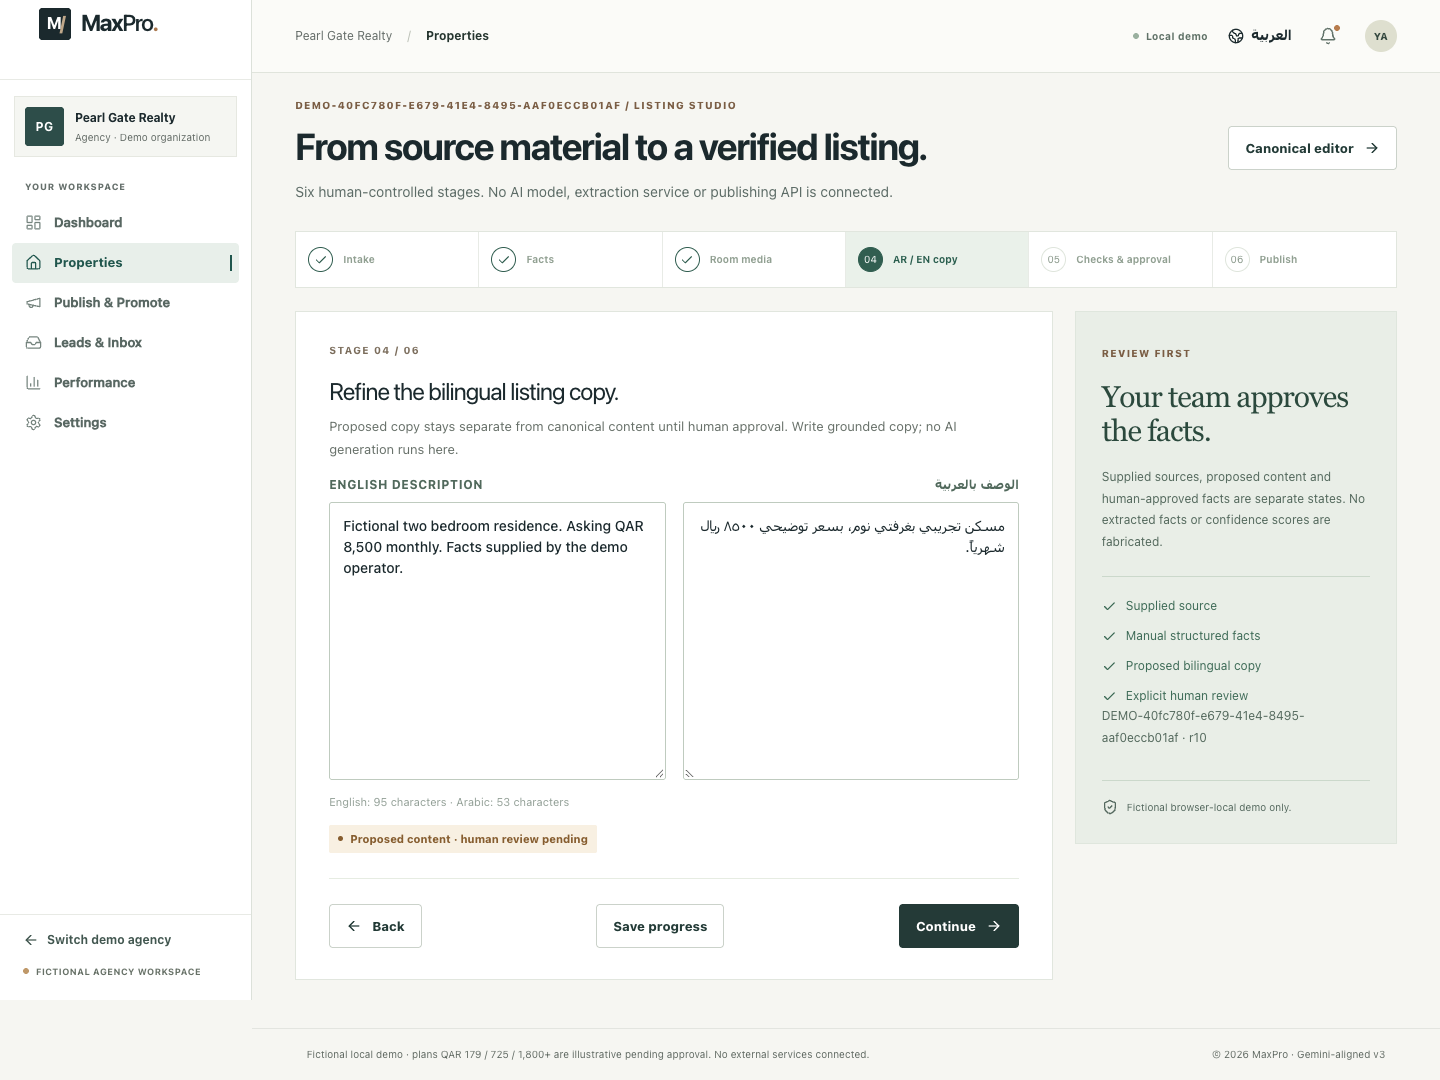 MaxPro.
PG
Pearl Gate Realty
Agency · Demo organization
YOUR WORKSPACE
Dashboard
Properties
Publish & Promote
Leads & Inbox
Performance
Settings
Switch demo agency
FICTIONAL AGENCY WORKSPACE
Pearl Gate Realty / Properties
Local demo
العربية
YA
DEMO-40FC780F-E679-41E4-8495-AAF0ECCB01AF / LISTING STUDIO
From source material to a verified listing.
Six human-controlled stages. No AI model, extraction service or publishing API is connected.
Canonical editor
Intake
Facts
Room media
04 AR / EN copy
05 Checks & approval
06 Publish
STAGE 04 / 06
Refine the bilingual listing copy.
Proposed copy stays separate from canonical content until human approval. Write grounded copy; no AI
generation runs here.
ENGLISH DESCRIPTION
Fictional two bedroom residence. Asking QAR
8,500 monthly. Facts supplied by the demo
operator.
الوصف بالعربية
مسكن تجريبي بغرفتي نوم، بسعر توضيحي ٨٥٠٠ ريال
شهرياً.
English: 95 characters · Arabic: 53 characters
Proposed content · human review pending
Back
Save progress
Continue
REVIEW FIRST
Your team approves
the facts.
Supplied sources, proposed content and
human-approved facts are separate states. No
extracted facts or confidence scores are
fabricated.
Supplied source
Manual structured facts
Proposed bilingual copy
Explicit human review
DEMO-40fc780f-e679-41e4-8495-
aaf0eccb01af · r10
Fictional browser-local demo only.
Fictional local demo · plans QAR 179 / 725 / 1,800+ are illustrative pending approval. No external services connected.
© 2026 MaxPro · Gemini-aligned v3